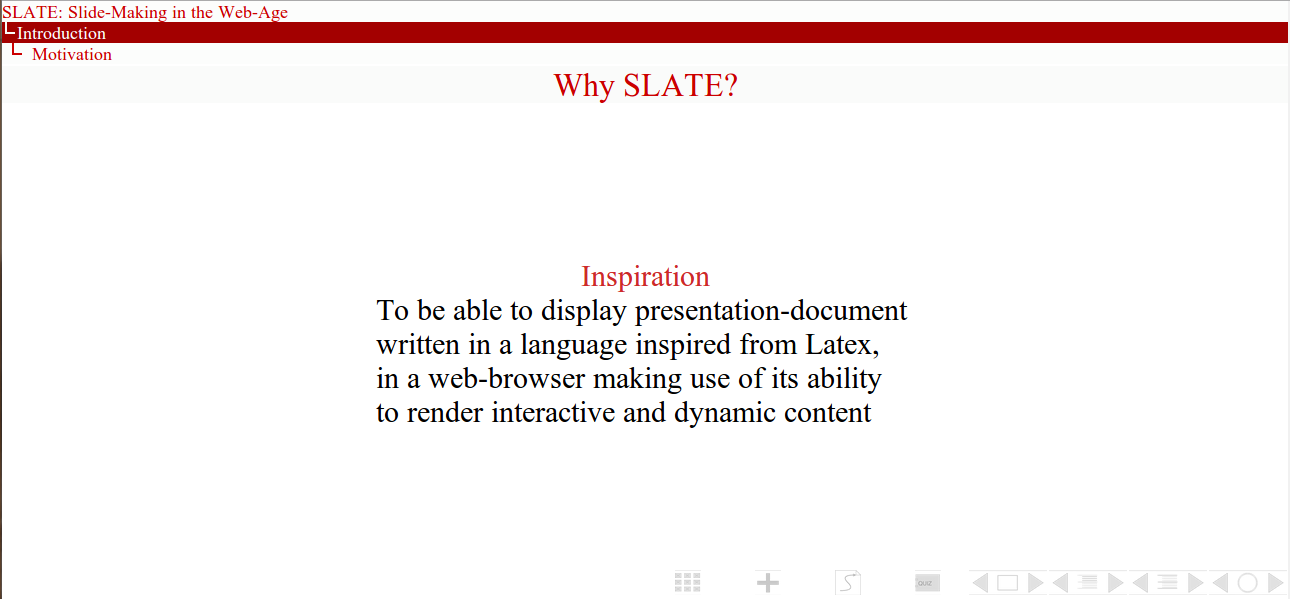 SLATE: Slide-Making in the Web-Age
Introduction
Motivation
Why SLATE?
Inspiration
To be able to display presentation-document
written in a language inspired from Latex,
in a web-browser making use of its ability
to render interactive and dynamic content
QUIZ